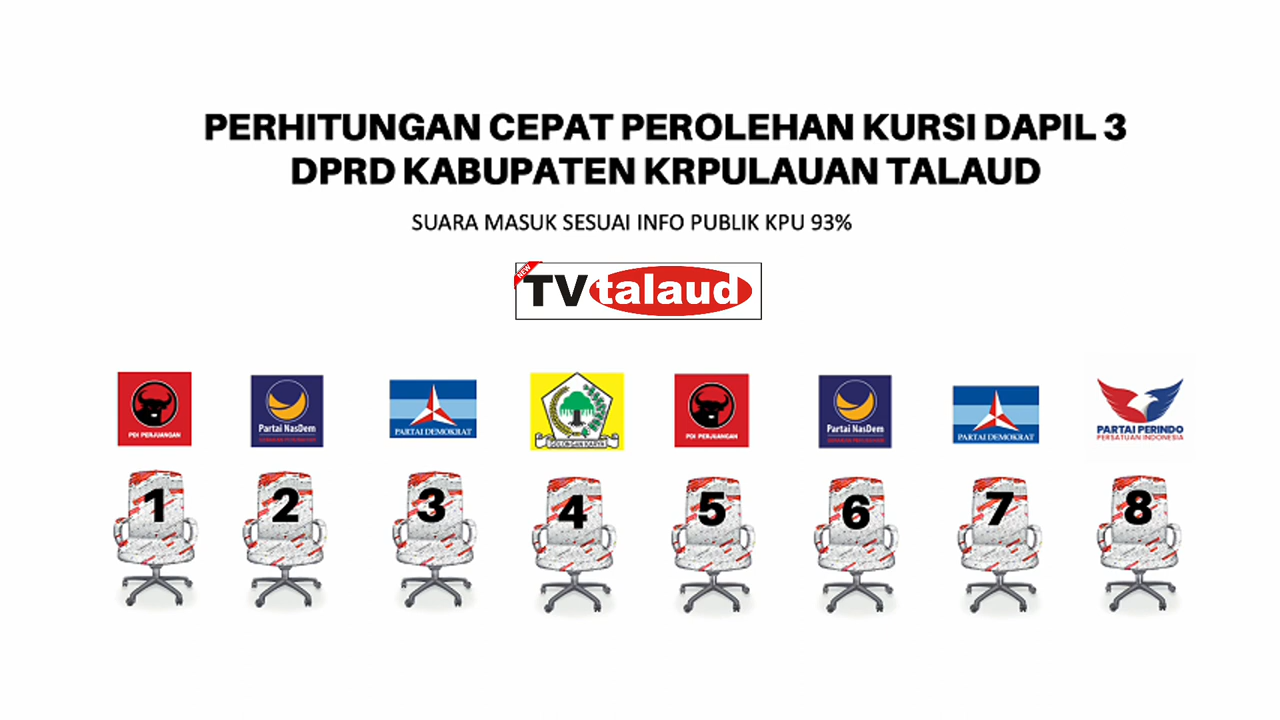 PERHITUNGAN CEPAT PEROLEHAN KURSI DAPIL 3
DPRD KABUPATEN KRPULAUAN TALAUD
SUARA MASUK SESUAI INFO PUBLIK KPU 93%
NEW
TVtalaud
PDI PERJUANGAN
Partai NasDem
PARTAI DEMOKRAT
GOLONGAN KARYA
PDI PERJUANGAN
Partai NasDem
PARTAI DEMOKRAT
PARTAI PERINDO
PERSATUAN INDONESIA
1 2 3 4 5 6 7 8